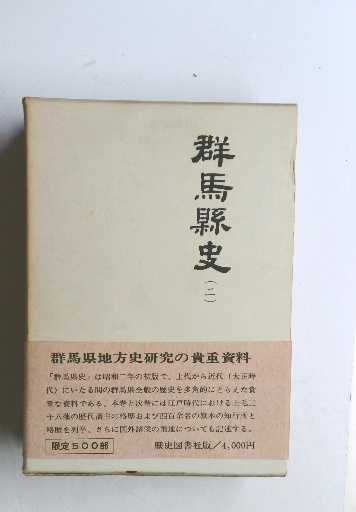 群馬縣史
(二)
群馬県地方史研究の貴重資料
「群馬県史」は昭和二年の初版で、上代から近代(大正時
代)にいたる間の群馬県全般の歴史を多角的にとらえた貴
重な資料である。本巻と次巻には江戸時代における上毛二
十八藩の歴代藩主の略歴および四百余名の旗本の知行所と
略歴を列挙、さらに国外諸侯の飛地についても記述する。
限定500部
歴史図書社版/4,000円